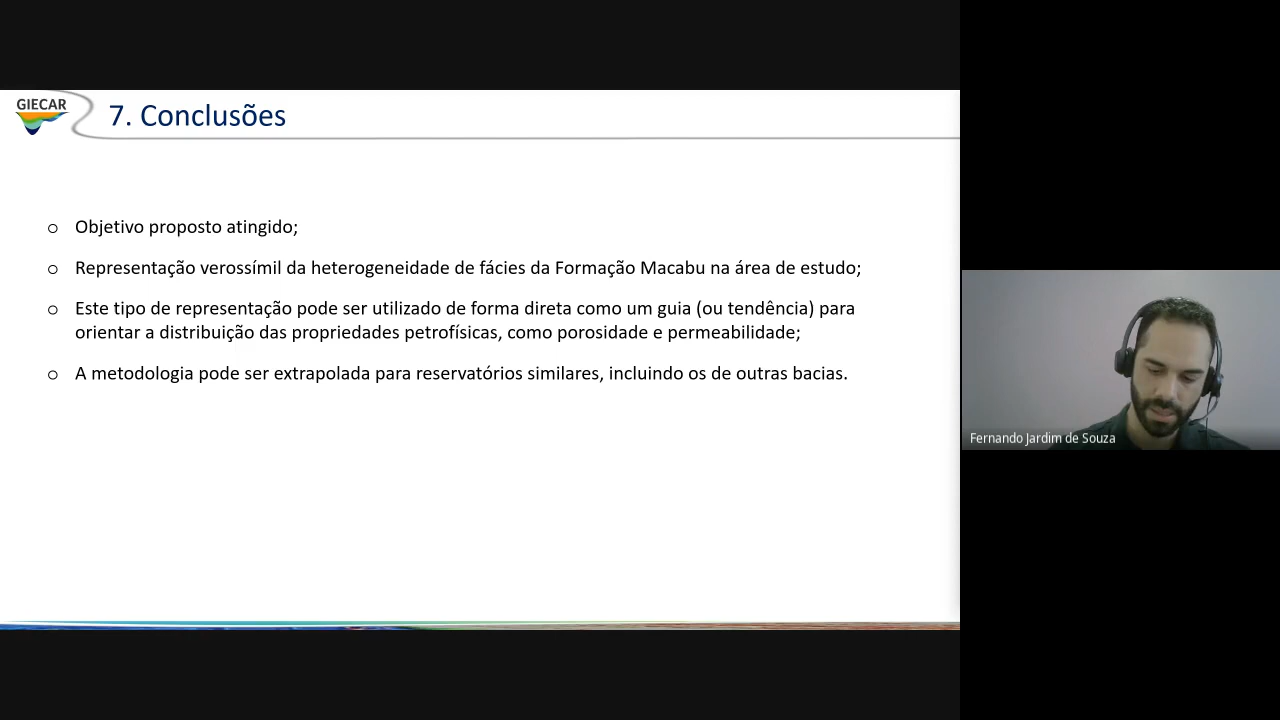 GIECAR
7. Conclusões
o Objetivo proposto atingido;
o Representação verossímil da heterogeneidade de fácies da Formação Macabu na área de estudo;
o Este tipo de representação pode ser utilizado de forma direta como um guia (ou tendência) para
orientar a distribuição das propriedades petrofísicas, como porosidade e permeabilidade;
o A metodologia pode ser extrapolada para reservatórios similares, incluindo os de outras bacias.
Fernando Jardim de Souza